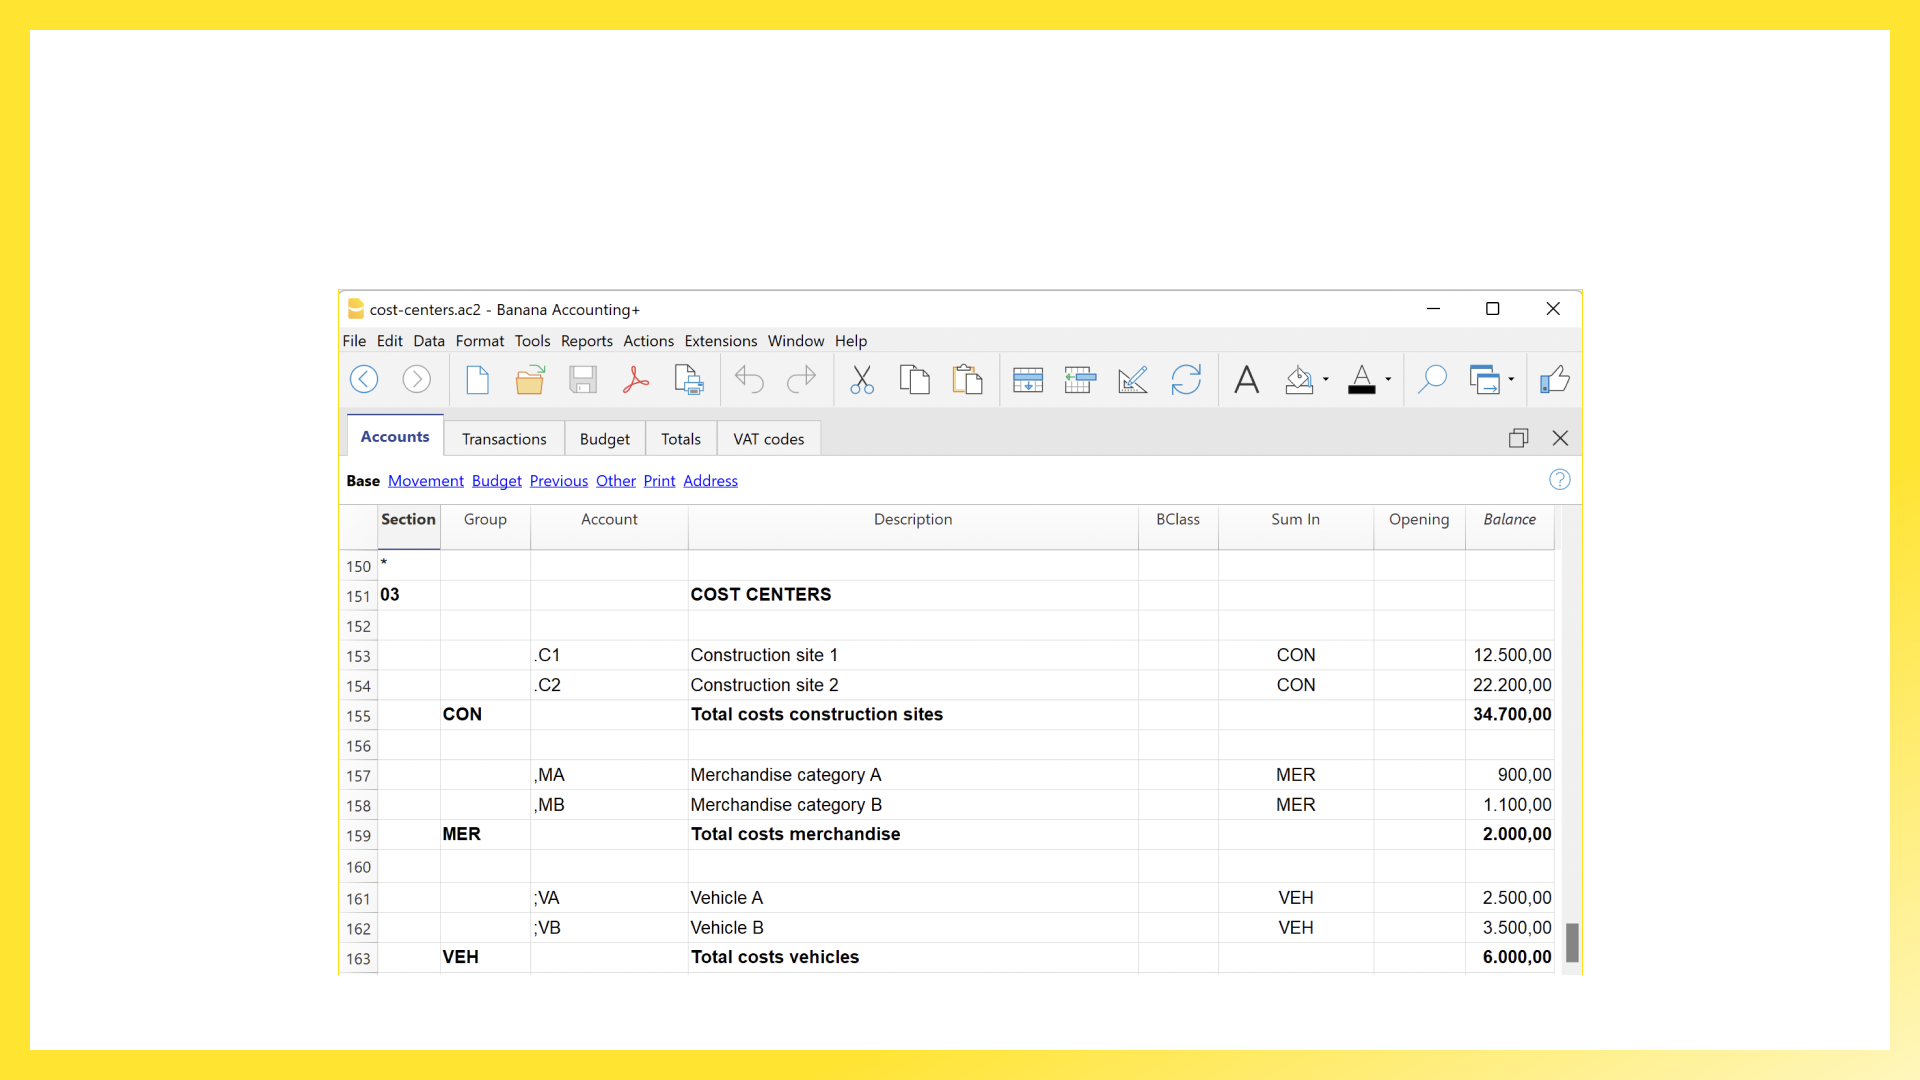 cost-centers.ac2 - Banana Accounting+
File Edit Data Format Tools Reports Actions Extensions Window Help
Accounts Transactions Budget Totals VAT codes
Base Movement Budget Previous Other Print Address
Section Group Account Description BClass Sum In Opening Balance
150 *
151 03 COST CENTERS
152
153 .C1 Construction site 1 CON 12.500,00
154 .C2 Construction site 2 CON 22.200,00
155 CON Total costs construction sites 34.700,00
156
157 ,MA Merchandise category A MER 900,00
158 ,MB Merchandise category B MER 1.100,00
159 MER Total costs merchandise 2.000,00
160
161 ;VA Vehicle A VEH 2.500,00
162 ;VB Vehicle B VEH 3.500,00
163 VEH Total costs vehicles 6.000,00